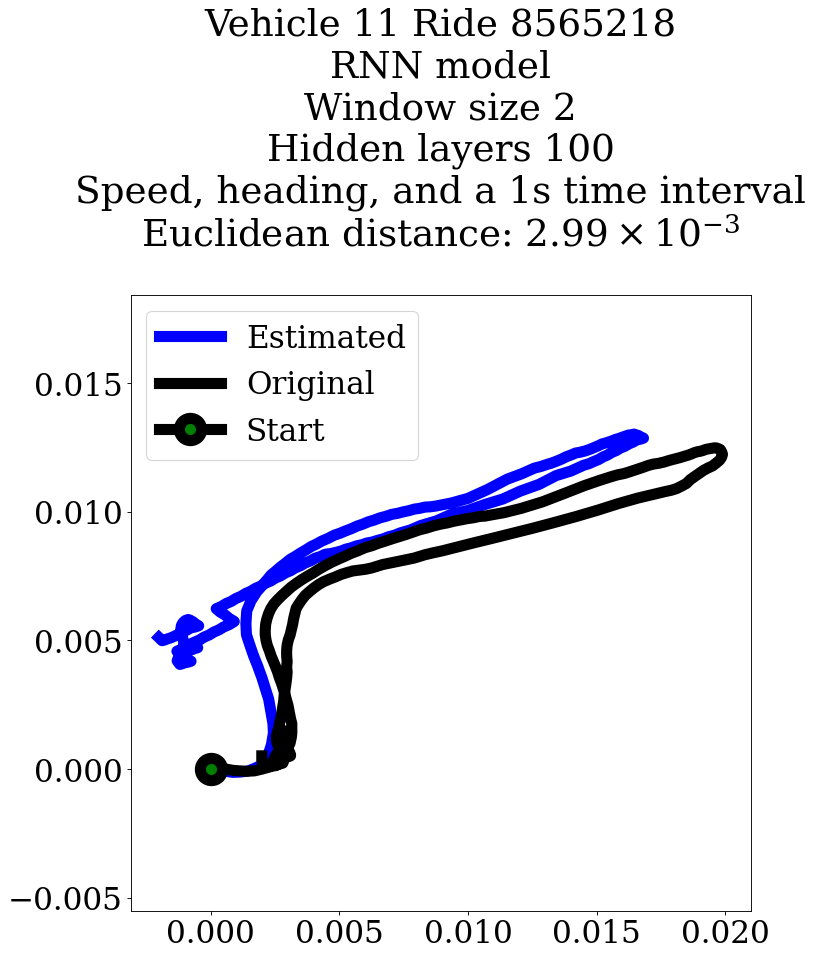 Vehicle 11 Ride 8565218
RNN model
Window size 2
Hidden layers 100
Speed, heading, and a 1s time interval
Euclidean distance: 2.99 × 10⁻³
Estimated
Original
Start
0.015
0.010
0.005
0.000
−0.005
0.000 0.005 0.010 0.015 0.020